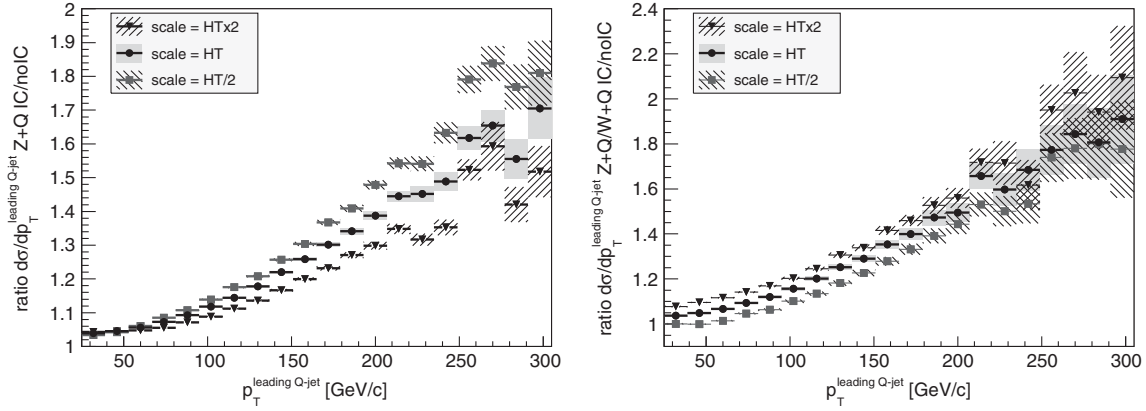 ratio dσ/dp_T^leading Q-jet Z+Q IC/noIC
2
1.9
1.8
1.7
1.6
1.5
1.4
1.3
1.2
1.1
1
scale = HTx2
scale = HT
scale = HT/2
50 100 150 200 250 300
p_T^leading Q-jet [GeV/c]
ratio dσ/dp_T^leading Q-jet Z+Q/W+Q IC/noIC
2.4
2.2
2
1.8
1.6
1.4
1.2
1
scale = HTx2
scale = HT
scale = HT/2
50 100 150 200 250 300
p_T^leading Q-jet [GeV/c]